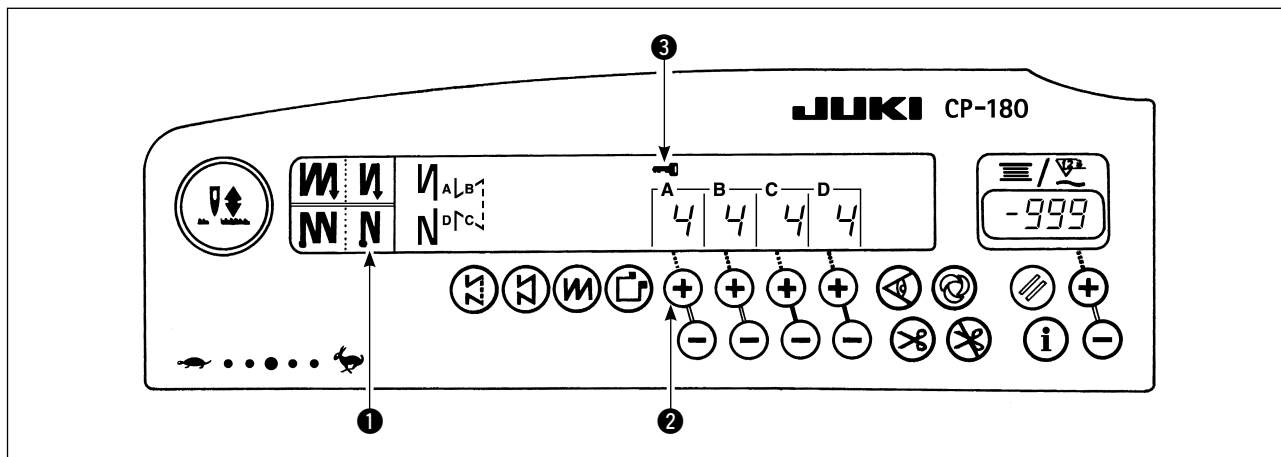 ❸
JUKI CP-180
A B C D
A B
D C
4 4 4 4
-999
+ + + + +
− − − − −
i
❶ ❷